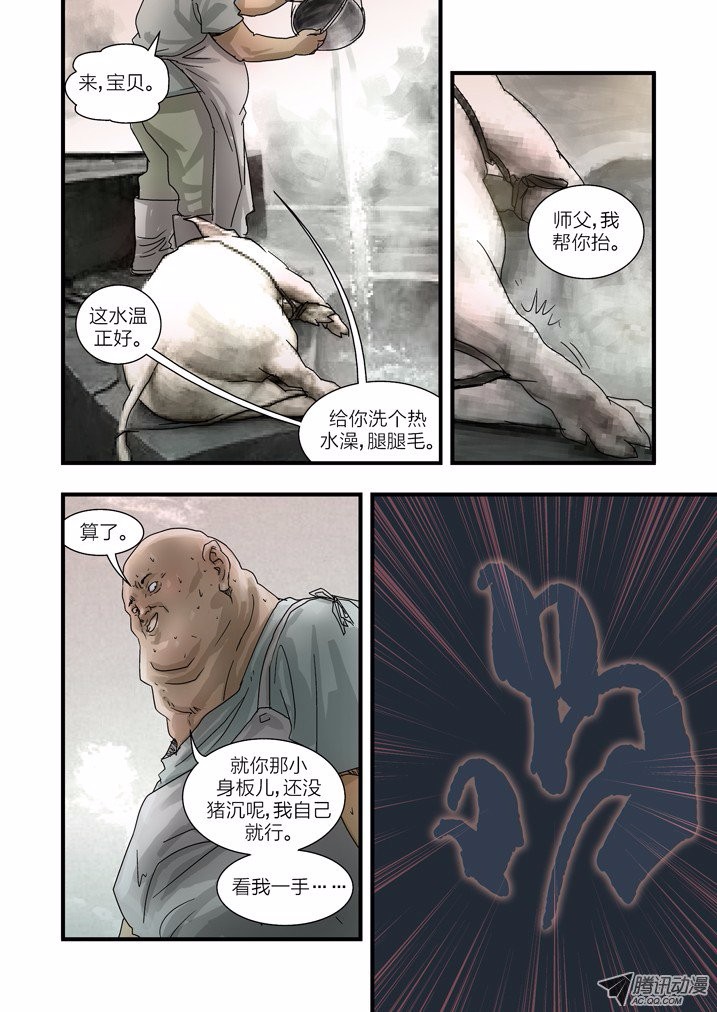 来，宝贝。
这水温
正好。
给你洗个热
水澡，腿腿毛。
师父，我
帮你抬。
算了。
就你那小
身板儿，还没
猪沉呢，我自己
就行。
看我一手……
腾讯动漫
AC.QQ.COM